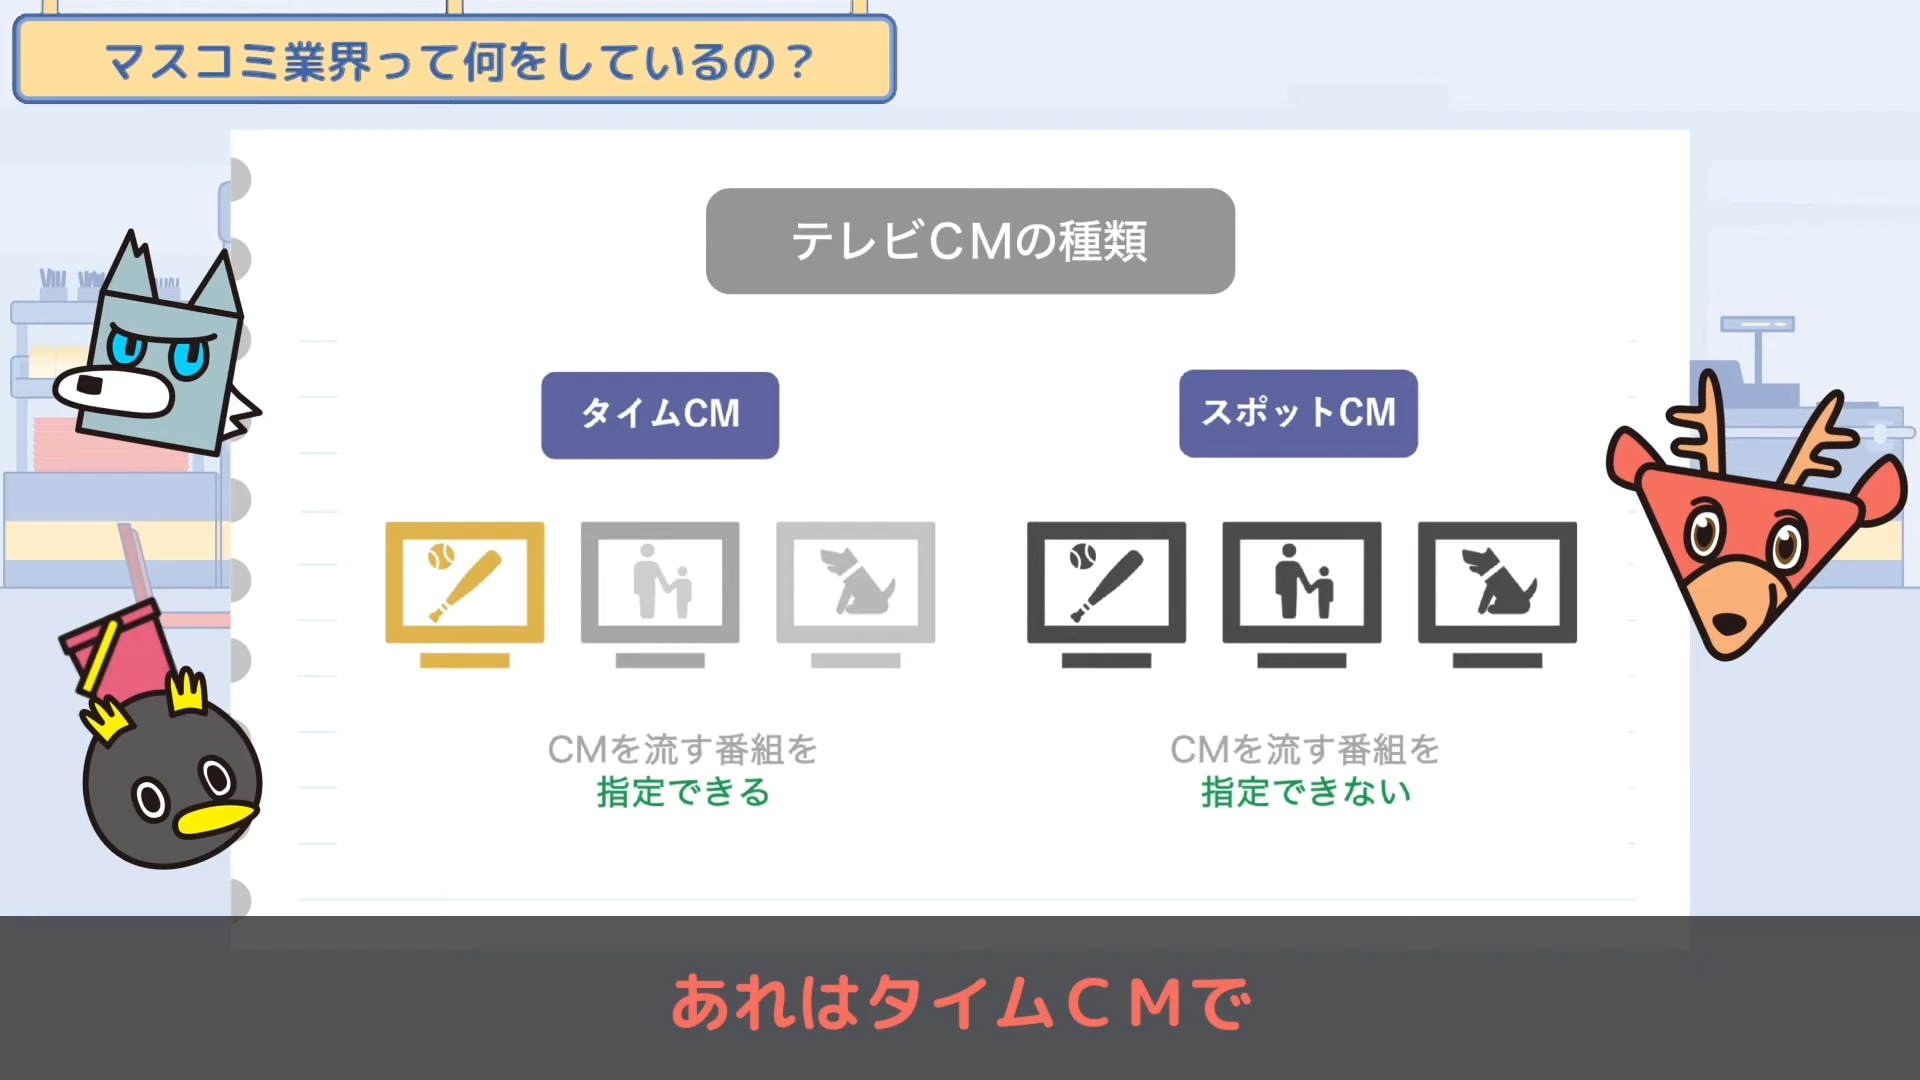 マスコミ業界って何をしているの？
テレビＣＭの種類
タイムCM
スポットCM
CMを流す番組を
指定できる
CMを流す番組を
指定できない
あれはタイムＣＭで